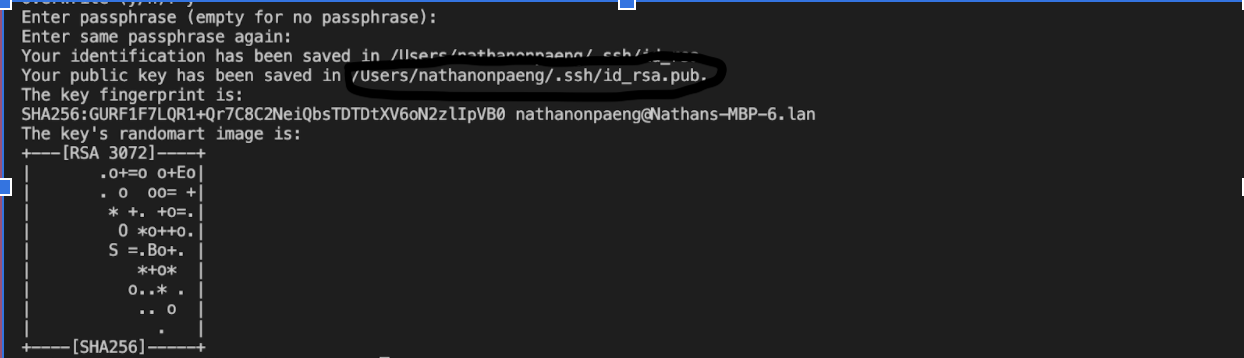 Enter passphrase (empty for no passphrase):
Enter same passphrase again:
Your identification has been saved in /Users/nathanonpaeng/.ssh/id_rsa
Your public key has been saved in /Users/nathanonpaeng/.ssh/id_rsa.pub.
The key fingerprint is:
SHA256:GURF1F7LQR1+Qr7C8C2NeiQbsTDTDtXV6oN2zlIpVB0 nathanonpaeng@Nathans-MBP-6.lan
The key's randomart image is:
+---[RSA 3072]----+
|        .o+=o o+Eo|
|        . o  oo= +|
|         * +. +o=.|
|          O *o++o.|
|         S =.Bo+. |
|            *+o*  |
|           o..* . |
|            .. o  |
|              .   |
+----[SHA256]-----+